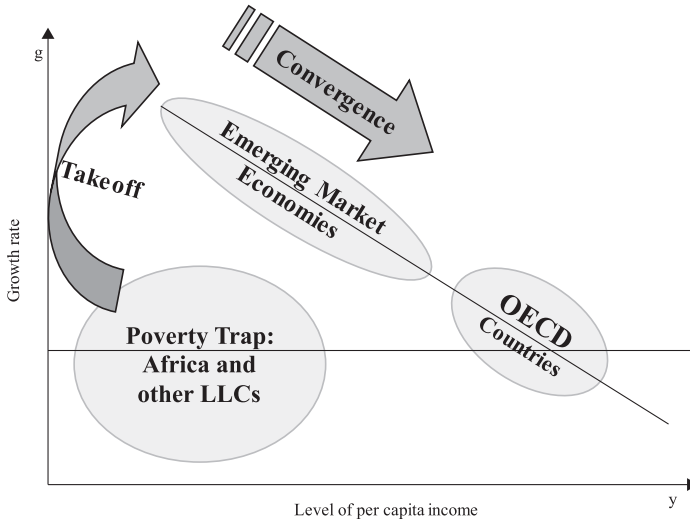 g
Convergence
Takeoff
Emerging Market
Economies
OECD
Countries
Poverty Trap:
Africa and
other LLCs
Growth rate
Level of per capita income
y